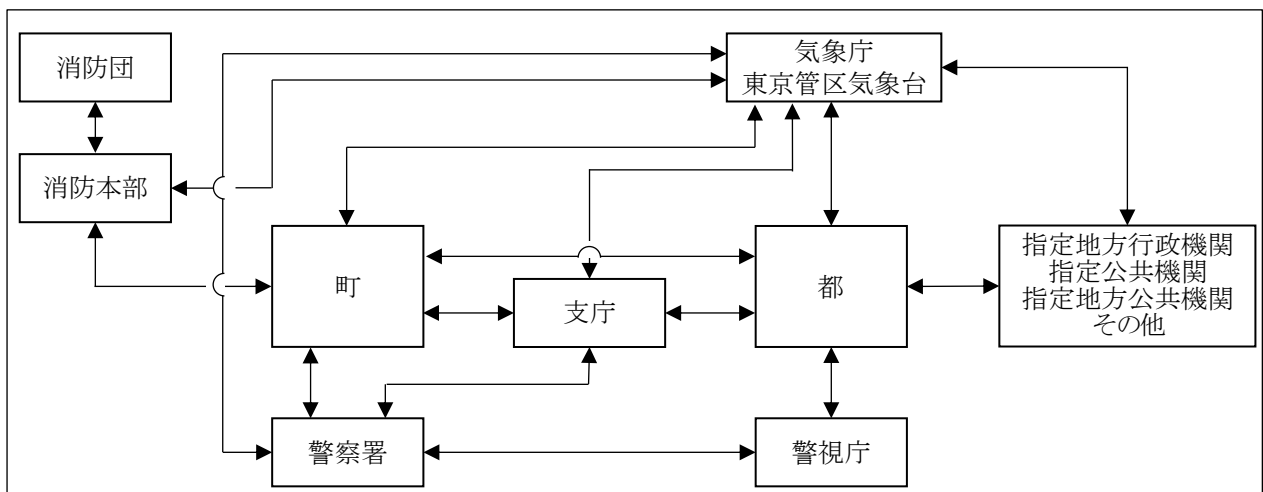 消防団
気象庁
東京管区気象台
消防本部
町
支庁
都
指定地方行政機関
指定公共機関
指定地方公共機関
その他
警察署
警視庁